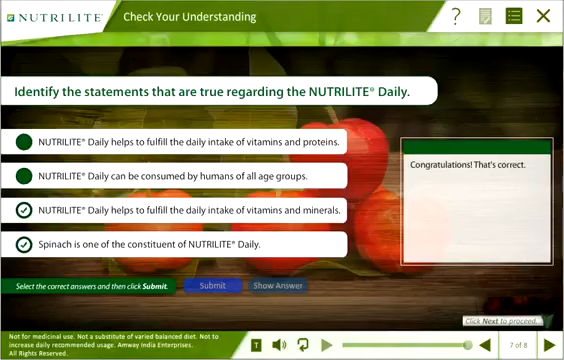 NUTRILITE®
Check Your Understanding
?
Identify the statements that are true regarding the NUTRILITE® Daily.
NUTRILITE® Daily helps to fulfill the daily intake of vitamins and proteins.
NUTRILITE® Daily can be consumed by humans of all age groups.
NUTRILITE® Daily helps to fulfill the daily intake of vitamins and minerals.
Spinach is one of the constituent of NUTRILITE® Daily.
Congratulations! That's correct.
Select the correct answers and then click Submit.
Submit
Show Answer
Click Next to proceed.
Not for medicinal use. Not a substitute of varied balanced diet. Not to
increase daily recommended usage. Amway India Enterprises.
All Rights Reserved.
T
7 of 8